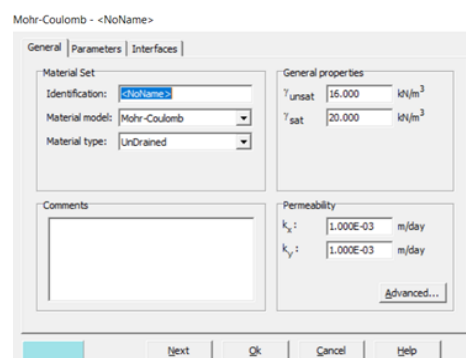 Mohr-Coulomb - <NoName>
General Parameters Interfaces
Material Set
Identification: <NoName>
Material model: Mohr-Coulomb
Material type: UnDrained
General properties
γunsat 16.000 kN/m³
γsat 20.000 kN/m³
Comments
Permeability
kx : 1.000E-03 m/day
ky : 1.000E-03 m/day
Advanced...
Next Ok Cancel Help